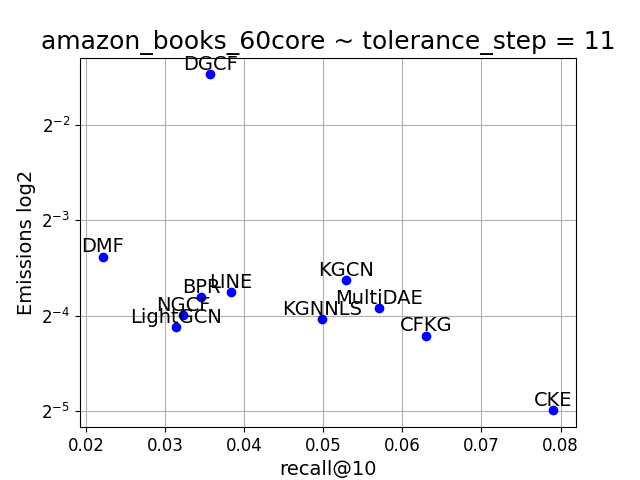 amazon_books_60core ~ tolerance_step = 11
DGCF
2⁻²
2⁻³
DMF
KGCN
LINE
BPR
MultiDAE
NGCF
KGNNLS
LightGCN
2⁻⁴
CFKG
CKE
2⁻⁵
Emissions log2
0.02 0.03 0.04 0.05 0.06 0.07 0.08
recall@10